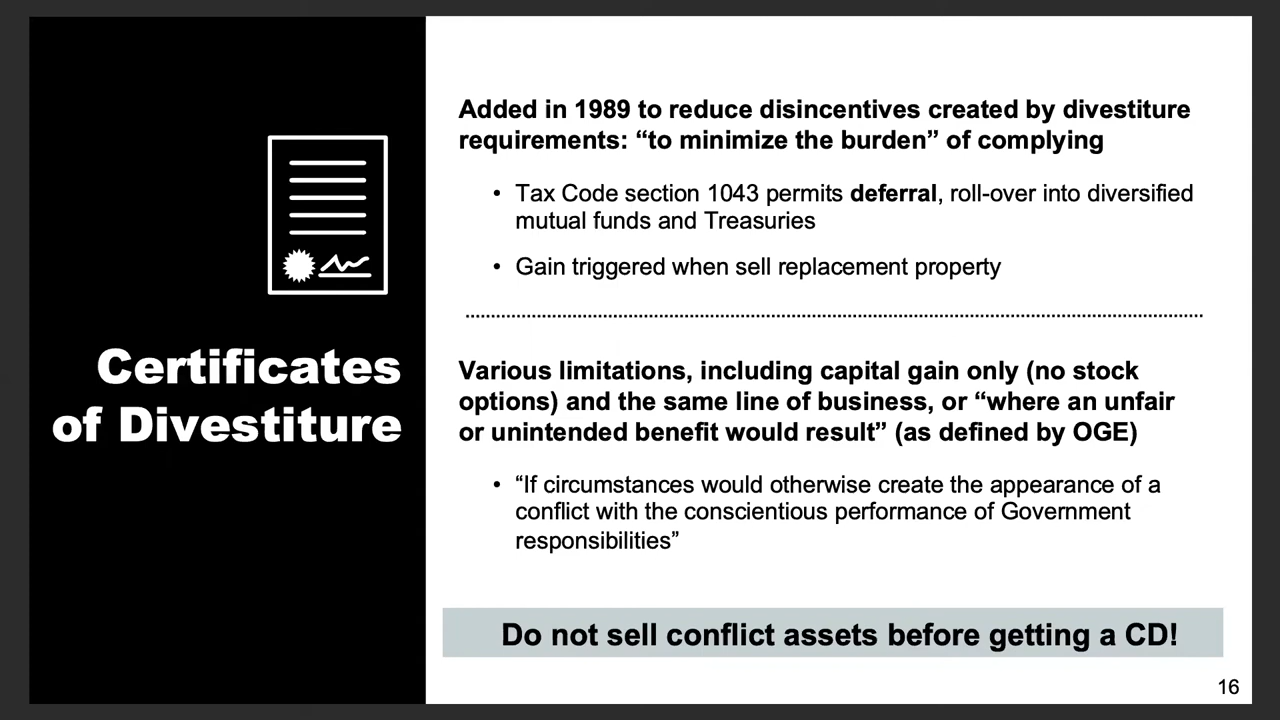 Certificates
of Divestiture
Added in 1989 to reduce disincentives created by divestiture
requirements: “to minimize the burden” of complying
• Tax Code section 1043 permits deferral, roll-over into diversified
mutual funds and Treasuries
• Gain triggered when sell replacement property
Various limitations, including capital gain only (no stock
options) and the same line of business, or “where an unfair
or unintended benefit would result” (as defined by OGE)
• “If circumstances would otherwise create the appearance of a
conflict with the conscientious performance of Government
responsibilities”
Do not sell conflict assets before getting a CD!
16